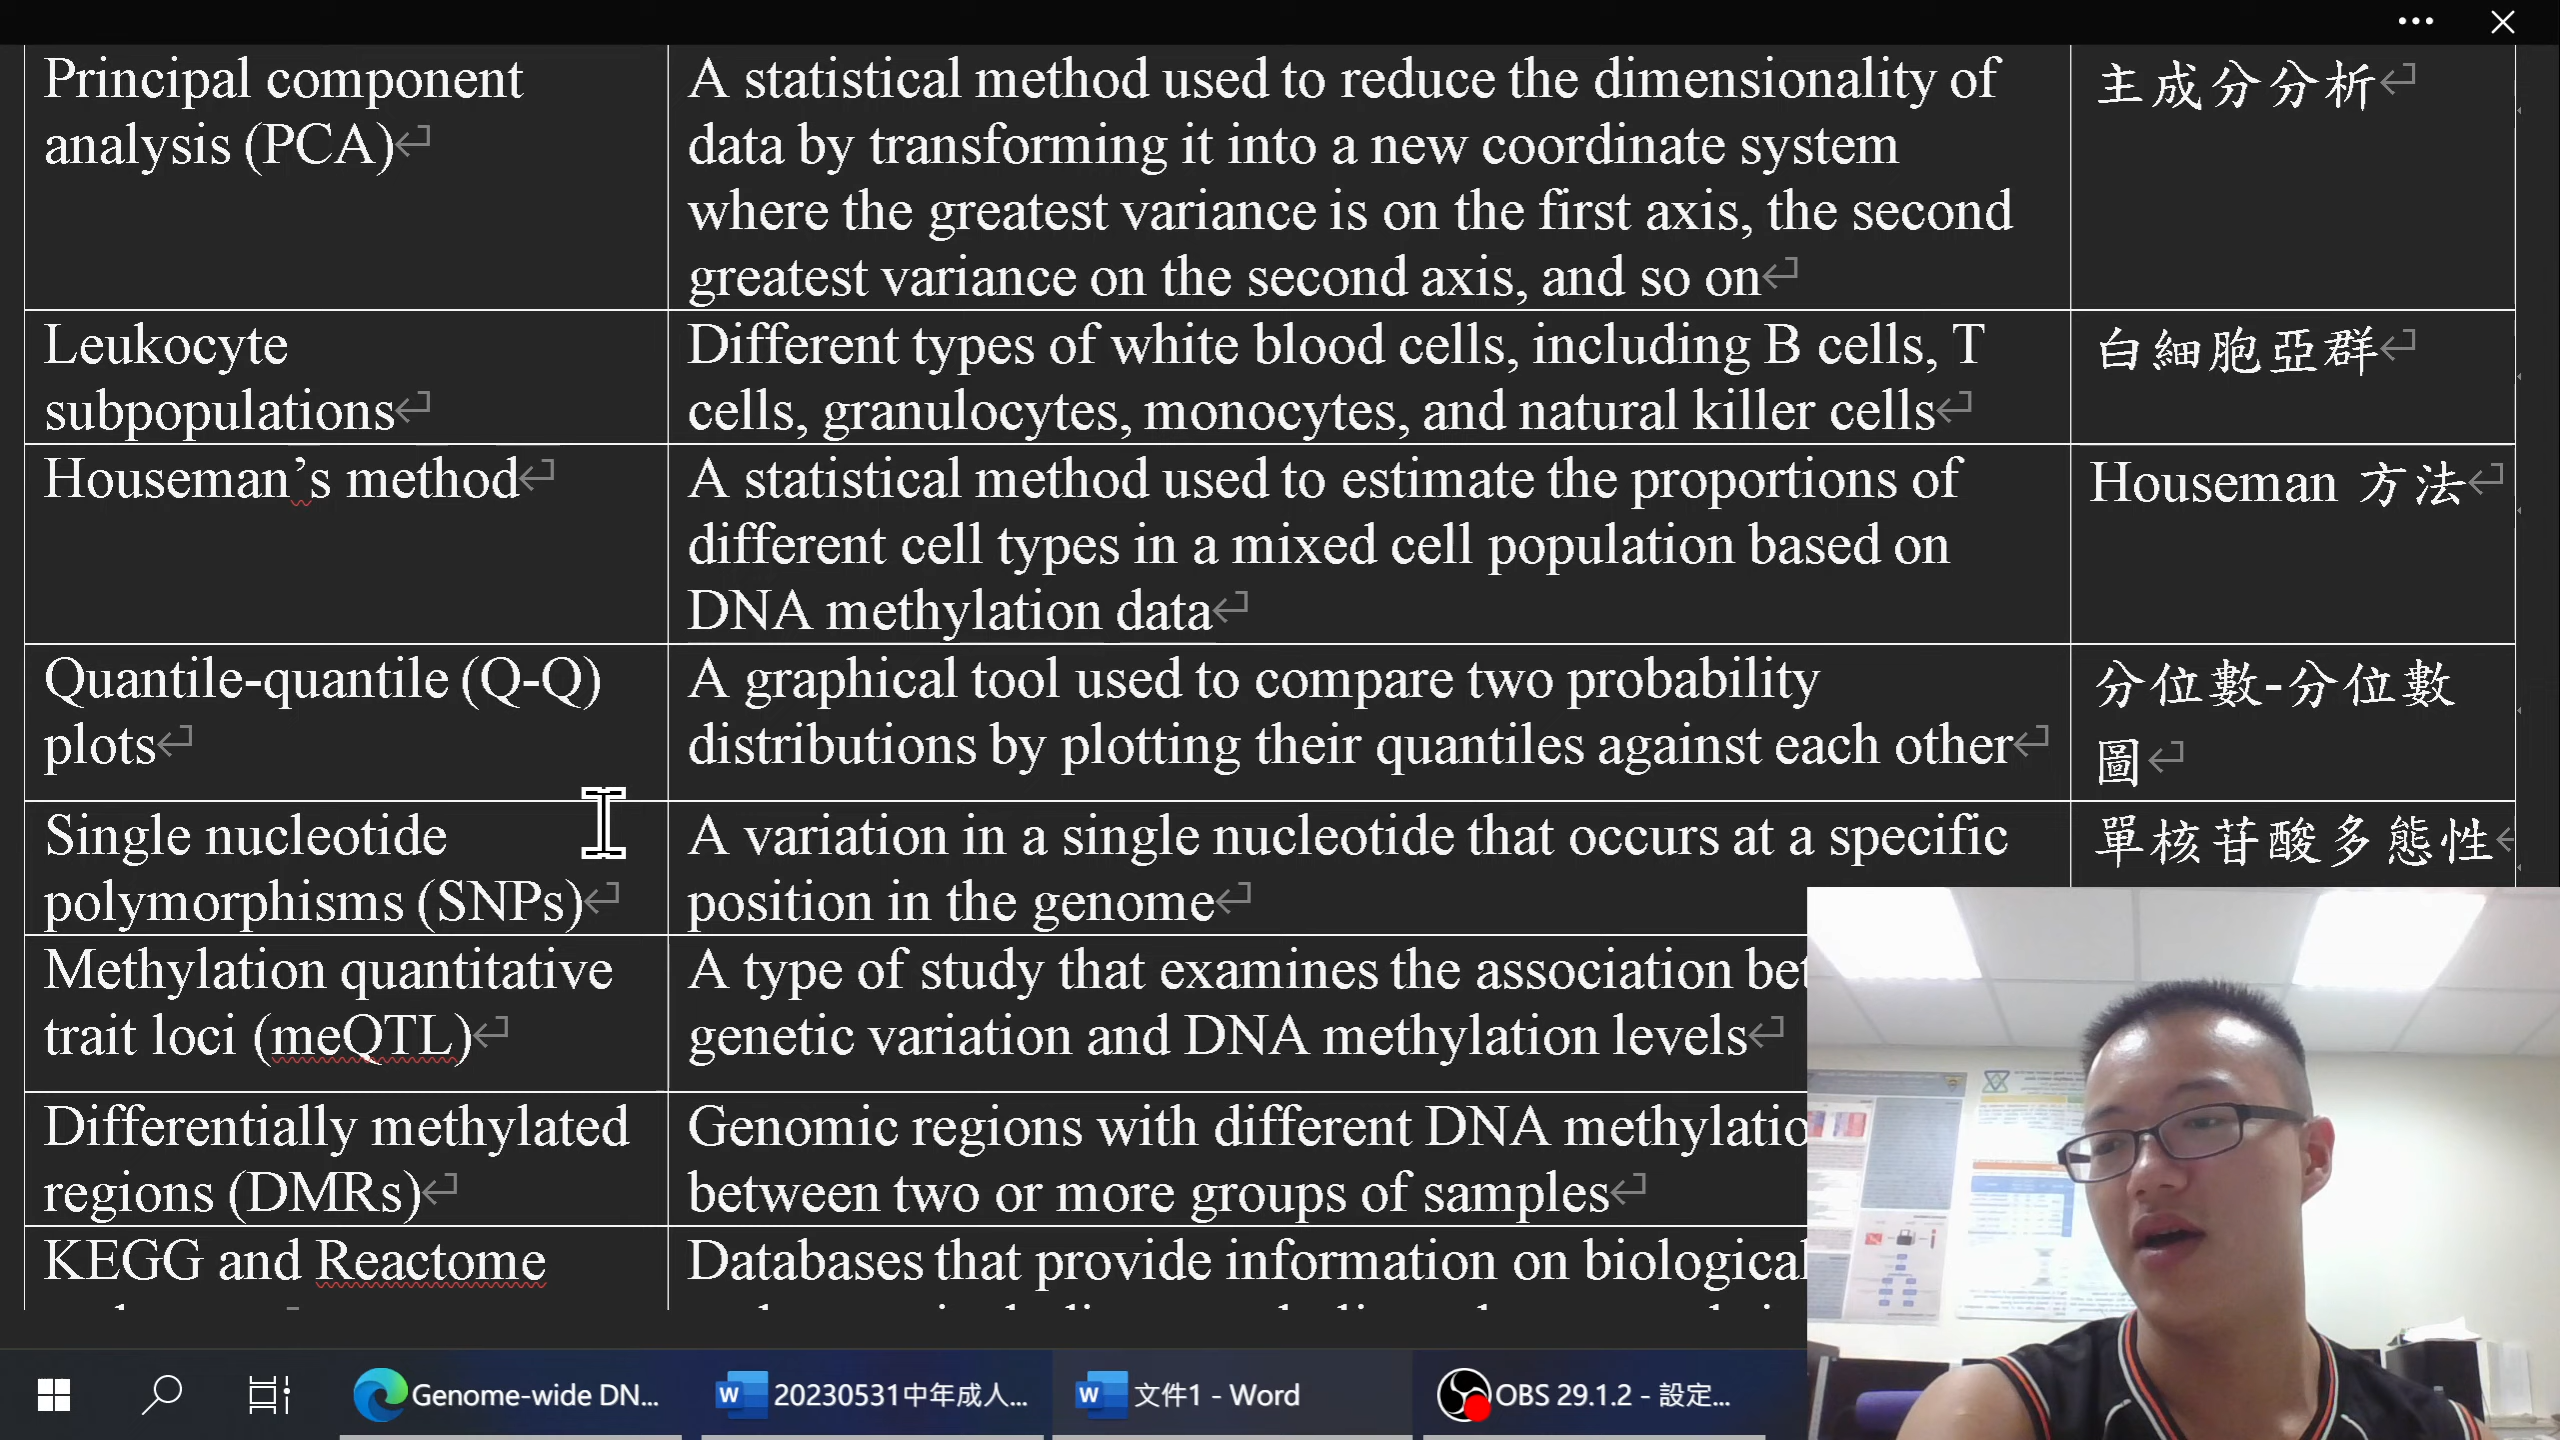 Principal component
analysis (PCA)
A statistical method used to reduce the dimensionality of
data by transforming it into a new coordinate system
where the greatest variance is on the first axis, the second
greatest variance on the second axis, and so on
主成分分析
Leukocyte
subpopulations
Different types of white blood cells, including B cells, T
cells, granulocytes, monocytes, and natural killer cells
白細胞亞群
Houseman’s method
A statistical method used to estimate the proportions of
different cell types in a mixed cell population based on
DNA methylation data
Houseman 方法
Quantile-quantile (Q-Q)
plots
A graphical tool used to compare two probability
distributions by plotting their quantiles against each other
分位數-分位數
圖
Single nucleotide
polymorphisms (SNPs)
A variation in a single nucleotide that occurs at a specific
position in the genome
單核苷酸多態性
Methylation quantitative
trait loci (meQTL)
A type of study that examines the association bet
genetic variation and DNA methylation levels
Differentially methylated
regions (DMRs)
Genomic regions with different DNA methylatio
between two or more groups of samples
KEGG and Reactome
Databases that provide information on biological
Genome-wide DN...
20230531中年成人...
文件1 - Word
OBS 29.1.2 - 設定...